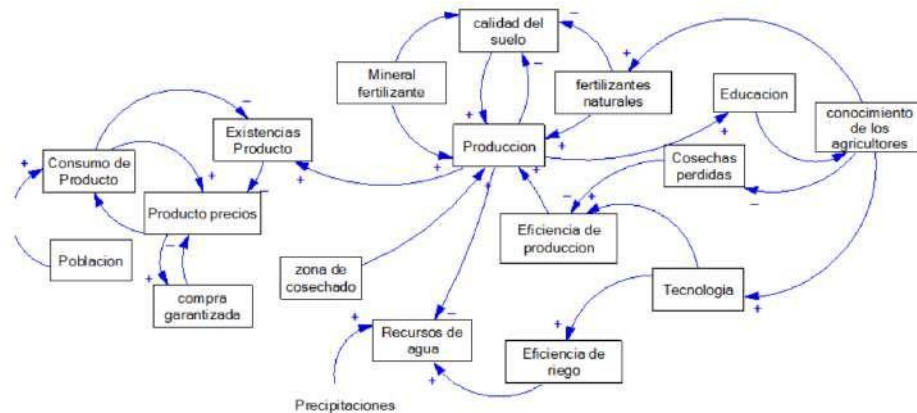 calidad del
suelo
Mineral
fertilizante
fertilizantes
naturales
Educacion
conocimiento
de los
agricultores
Existencias
Producto
Produccion
Cosechas
perdidas
Consumo de
Producto
Producto precios
Eficiencia de
produccion
Poblacion
zona de
cosechado
Tecnologia
compra
garantizada
Recursos de
agua
Eficiencia de
riego
Precipitaciones